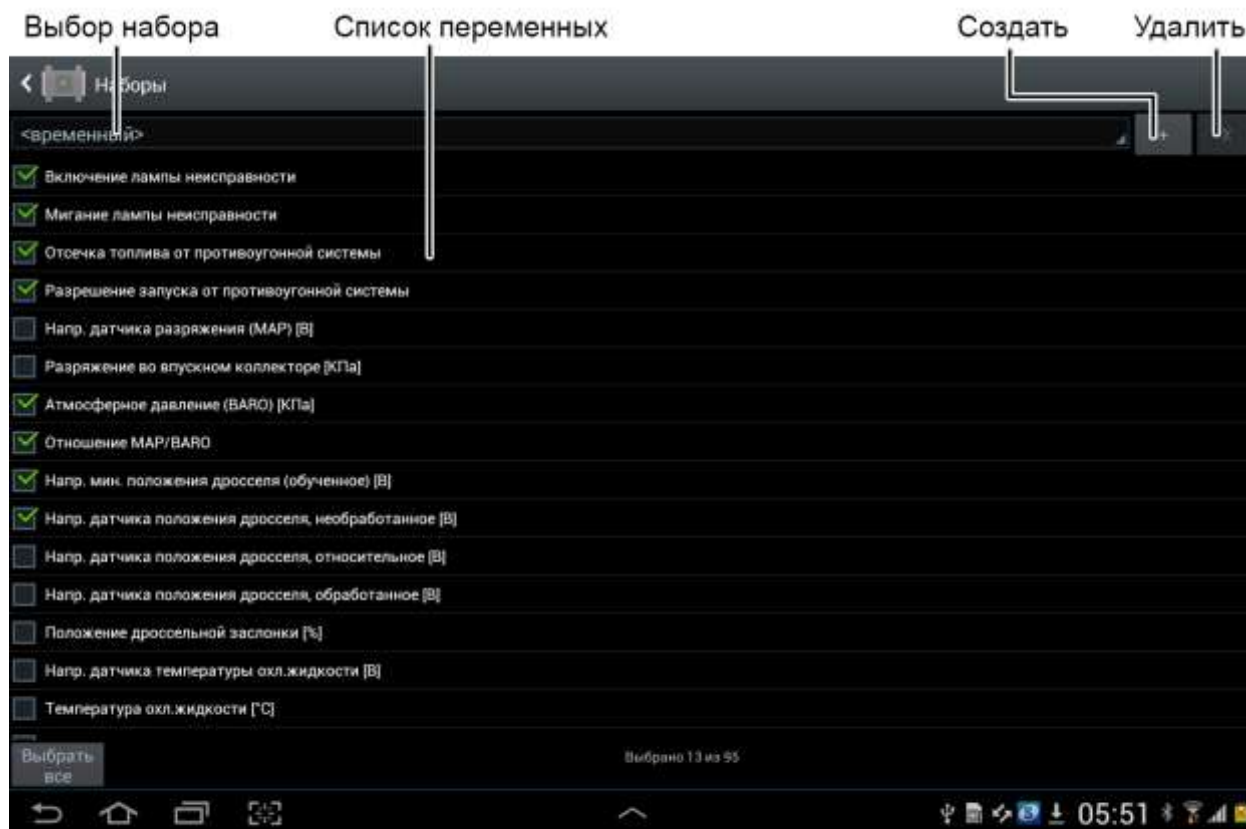 Выбор набора Список переменных Создать Удалить
Наборы
<временный>
+
Включение лампы неисправности
Мигание лампы неисправности
Отсечка топлива от противоугонной системы
Разрешение запуска от противоугонной системы
Напр. датчика разряжения (MAP) [В]
Разряжение во впускном коллекторе [КПа]
Атмосферное давление (BARO) [КПа]
Отношение MAP/BARO
Напр. мин. положения дросселя (обученное) [В]
Напр. датчика положения дросселя, необработанное [В]
Напр. датчика положения дросселя, относительное [В]
Напр. датчика положения дросселя, обработанное [В]
Положение дроссельной заслонки [%]
Напр. датчика температуры охл.жидкости [В]
Температура охл.жидкости [°C]
Выбрать
все
Выбрано 13 из 95
05:51